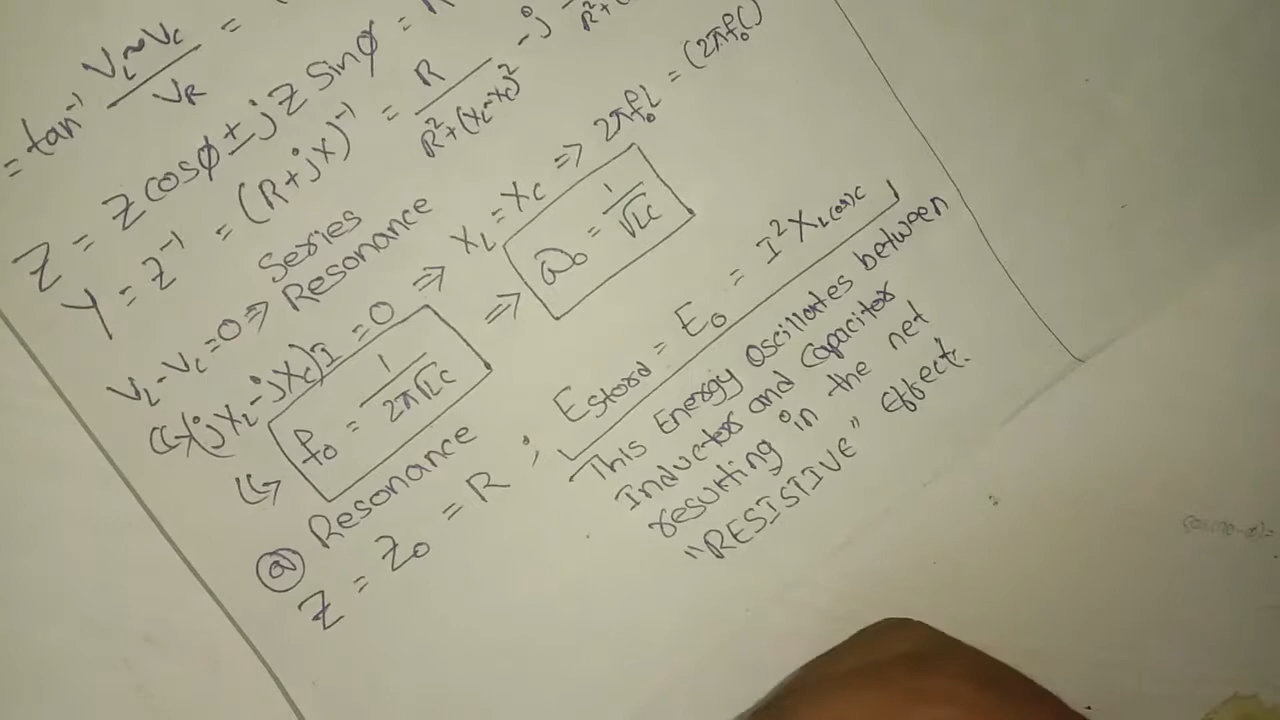 = tan⁻¹ (V_L ~ V_C) / V_R =
Z = Z cosφ ± j Z Sinφ =
Y = Z⁻¹ = (R + jX)⁻¹ = R / (R² + (X_L ~ X_C)²) - j
V_L - V_C = 0 => Series Resonance
(jX_L - jX_C)I = 0 => X_L = X_C => 2πf₀L = (2πf₀C)
f₀ = 1 / (2π√LC) => ω₀ = 1 / √LC
@ Resonance
Z = Z₀ = R ; Estored = E₀ = I² X_L(or)C
This Energy Oscillates between
Inductor and Capacitor
resulting in the net
"RESISTIVE" Effect.